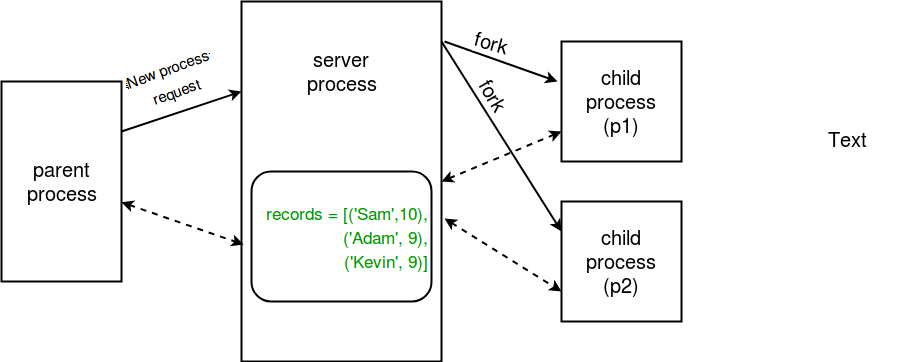 New process
request
parent
process
server
process
records = [('Sam',10),
('Adam', 9),
('Kevin', 9)]
fork
fork
child
process
(p1)
child
process
(p2)
Text